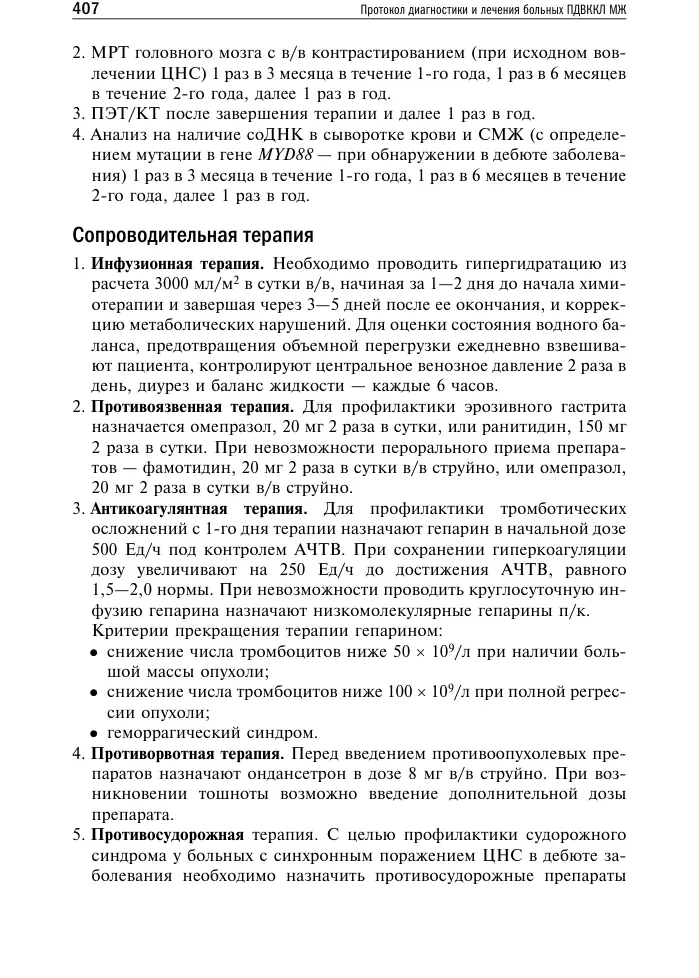 407
Протокол диагностики и лечения больных ПДВККЛ МЖ
2. МРТ головного мозга с в/в контрастированием (при исходном вов-
лечении ЦНС) 1 раз в 3 месяца в течение 1-го года, 1 раз в 6 месяцев
в течение 2-го года, далее 1 раз в год.
3. ПЭТ/КТ после завершения терапии и далее 1 раз в год.
4. Анализ на наличие соДНК в сыворотке крови и СМЖ (с определе-
нием мутации в гене MYD88 — при обнаружении в дебюте заболева-
ния) 1 раз в 3 месяца в течение 1-го года, 1 раз в 6 месяцев в течение
2-го года, далее 1 раз в год.
Сопроводительная терапия
1. Инфузионная терапия. Необходимо проводить гипергидратацию из
расчета 3000 мл/м² в сутки в/в, начиная за 1—2 дня до начала хими-
отерапии и завершая через 3—5 дней после ее окончания, и коррек-
цию метаболических нарушений. Для оценки состояния водного ба-
ланса, предотвращения объемной перегрузки ежедневно взвешива-
ют пациента, контролируют центральное венозное давление 2 раза в
день, диурез и баланс жидкости — каждые 6 часов.
2. Противоязвенная терапия. Для профилактики эрозивного гастрита
назначается омепразол, 20 мг 2 раза в сутки, или ранитидин, 150 мг
2 раза в сутки. При невозможности перорального приема препара-
тов — фамотидин, 20 мг 2 раза в сутки в/в струйно, или омепразол,
20 мг 2 раза в сутки в/в струйно.
3. Антикоагулянтная терапия. Для профилактики тромботических
осложнений с 1-го дня терапии назначают гепарин в начальной дозе
500 Ед/ч под контролем АЧТВ. При сохранении гиперкоагуляции
дозу увеличивают на 250 Ед/ч до достижения АЧТВ, равного
1,5—2,0 нормы. При невозможности проводить круглосуточную ин-
фузию гепарина назначают низкомолекулярные гепарины п/к.
Критерии прекращения терапии гепарином:
● снижение числа тромбоцитов ниже 50 × 10⁹/л при наличии боль-
шой массы опухоли;
● снижение числа тромбоцитов ниже 100 × 10⁹/л при полной регрес-
сии опухоли;
● геморрагический синдром.
4. Противорвотная терапия. Перед введением противоопухолевых пре-
паратов назначают ондансетрон в дозе 8 мг в/в струйно. При воз-
никновении тошноты возможно введение дополнительной дозы
препарата.
5. Противосудорожная терапия. С целью профилактики судорожного
синдрома у больных с синхронным поражением ЦНС в дебюте за-
болевания необходимо назначить противосудорожные препараты